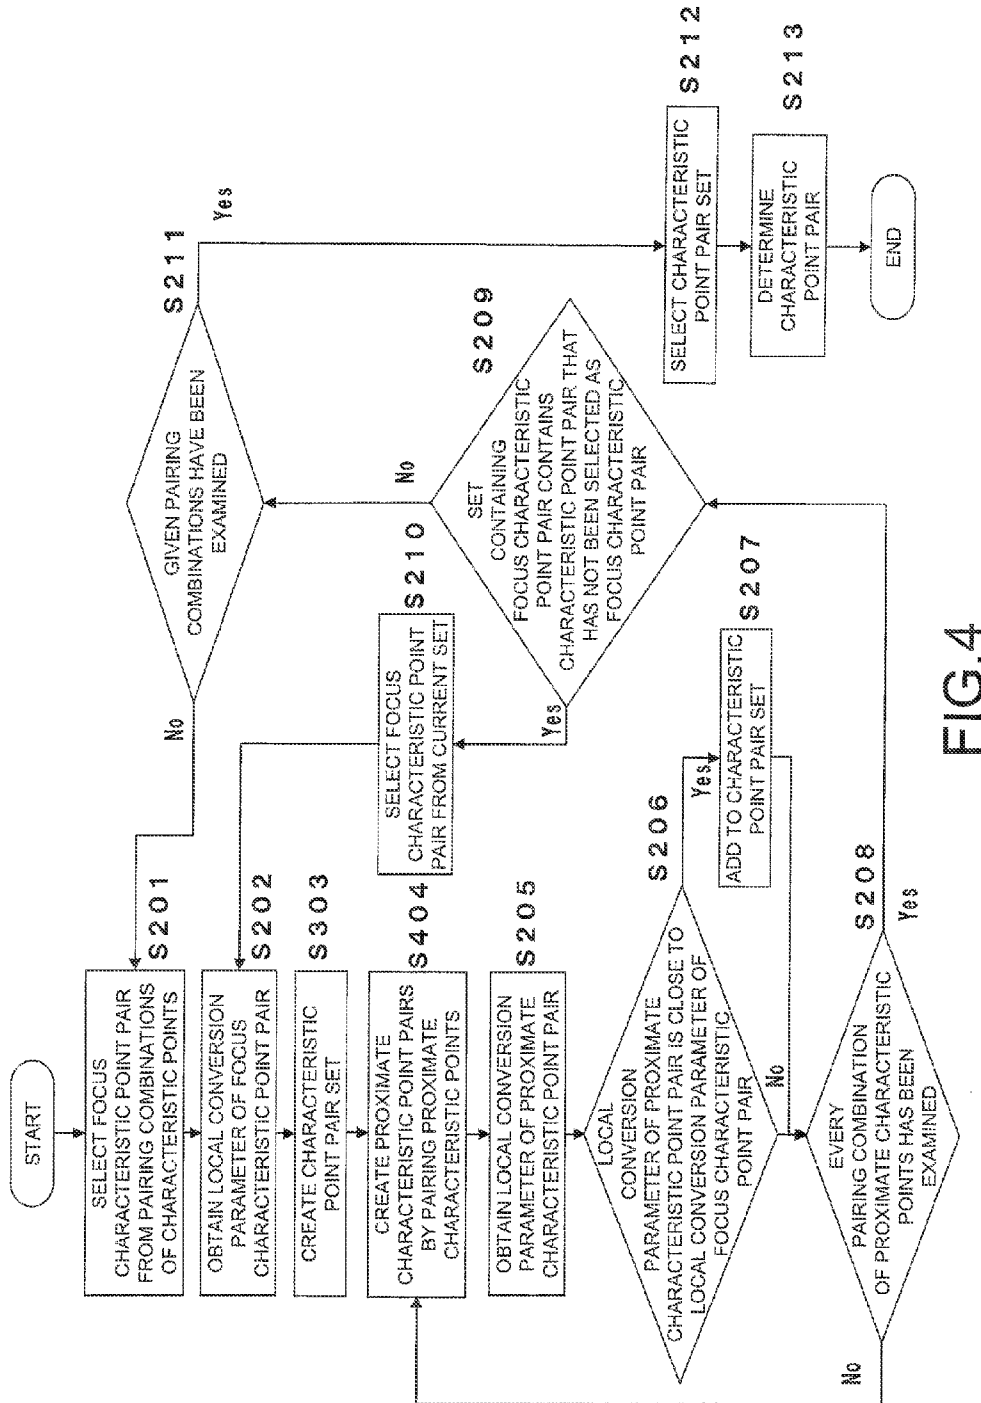 START
SELECT FOCUS
CHARACTERISTIC POINT PAIR
FROM PAIRING COMBINATIONS
OF CHARACTERISTIC POINTS
S201
OBTAIN LOCAL CONVERSION
PARAMETER OF FOCUS
CHARACTERISTIC POINT PAIR
S202
CREATE CHARACTERISTIC
POINT PAIR SET
S303
CREATE PROXIMATE
CHARACTERISTIC POINT PAIRS
BY PAIRING PROXIMATE
CHARACTERISTIC POINTS
S404
OBTAIN LOCAL CONVERSION
PARAMETER OF PROXIMATE
CHARACTERISTIC POINT PAIR
S205
LOCAL
CONVERSION
PARAMETER OF PROXIMATE
CHARACTERISTIC POINT PAIR IS CLOSE TO
LOCAL CONVERSION PARAMETER OF
FOCUS CHARACTERISTIC
POINT PAIR
S206
Yes
No
ADD TO CHARACTERISTIC
POINT PAIR SET
S207
EVERY
PAIRING COMBINATION
OF PROXIMATE CHARACTERISTIC
POINTS HAS BEEN
EXAMINED
S208
No
Yes
SET
CONTAINING
FOCUS CHARACTERISTIC
POINT PAIR CONTAINS
CHARACTERISTIC POINT PAIR THAT
HAS NOT BEEN SELECTED AS
FOCUS CHARACTERISTIC
POINT PAIR
S209
Yes
No
SELECT FOCUS
CHARACTERISTIC POINT
PAIR FROM CURRENT SET
S210
GIVEN PAIRING
COMBINATIONS HAVE BEEN
EXAMINED
S211
No
Yes
SELECT CHARACTERISTIC
POINT PAIR SET
S212
DETERMINE
CHARACTERISTIC
POINT PAIR
S213
END
FIG.4